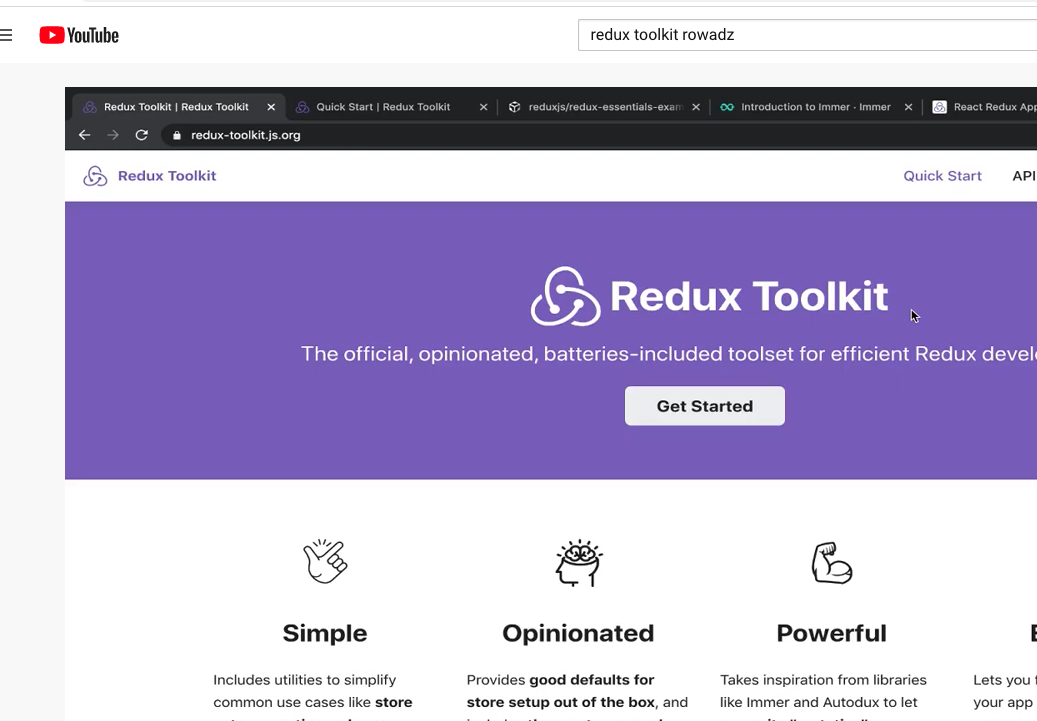 YouTube
redux toolkit rowadz
Redux Toolkit | Redux Toolkit
Quick Start | Redux Toolkit
reduxjs/redux-essentials-exam
Introduction to Immer · Immer
React Redux App
redux-toolkit.js.org
Redux Toolkit
Quick Start
API
Redux Toolkit
The official, opinionated, batteries-included toolset for efficient Redux devel
Get Started
Simple
Opinionated
Powerful
Includes utilities to simplify
common use cases like store
Provides good defaults for
store setup out of the box, and
Takes inspiration from libraries
like Immer and Autodux to let
Lets you
your app